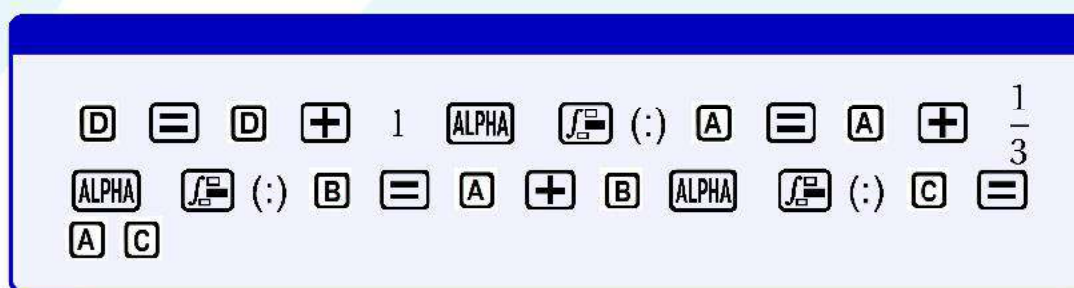 D = D + 1 ALPHA ∫ (:) A = A + 1/3
ALPHA ∫ (:) B = A + B ALPHA ∫ (:) C =
A C